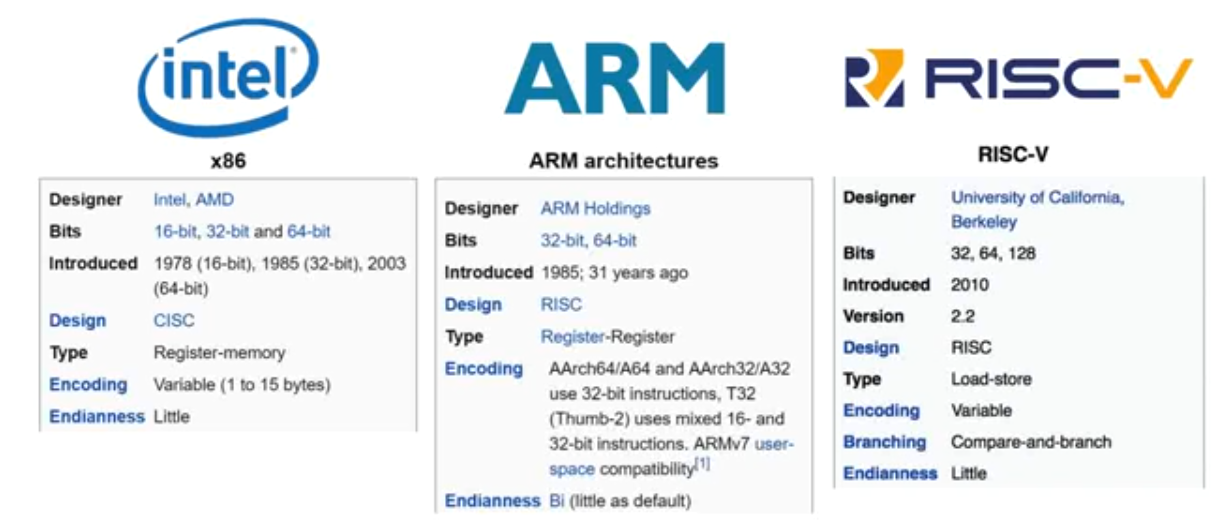 intel
x86
Designer Intel, AMD
Bits 16-bit, 32-bit and 64-bit
Introduced 1978 (16-bit), 1985 (32-bit), 2003
(64-bit)
Design CISC
Type Register-memory
Encoding Variable (1 to 15 bytes)
Endianness Little
ARM
ARM architectures
Designer ARM Holdings
Bits 32-bit, 64-bit
Introduced 1985; 31 years ago
Design RISC
Type Register-Register
Encoding AArch64/A64 and AArch32/A32
use 32-bit instructions, T32
(Thumb-2) uses mixed 16- and
32-bit instructions. ARMv7 user-
space compatibility[1]
Endianness Bi (little as default)
RISC-V
RISC-V
Designer University of California,
Berkeley
Bits 32, 64, 128
Introduced 2010
Version 2.2
Design RISC
Type Load-store
Encoding Variable
Branching Compare-and-branch
Endianness Little